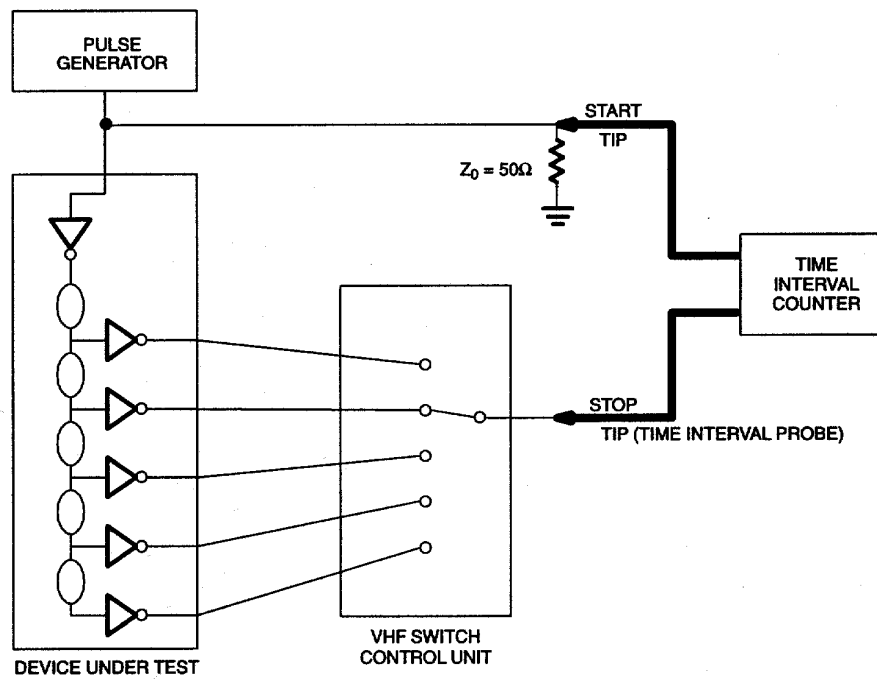 PULSE
GENERATOR
START
TIP
Z₀ = 50Ω
TIME
INTERVAL
COUNTER
STOP
TIP (TIME INTERVAL PROBE)
VHF SWITCH
CONTROL UNIT
DEVICE UNDER TEST